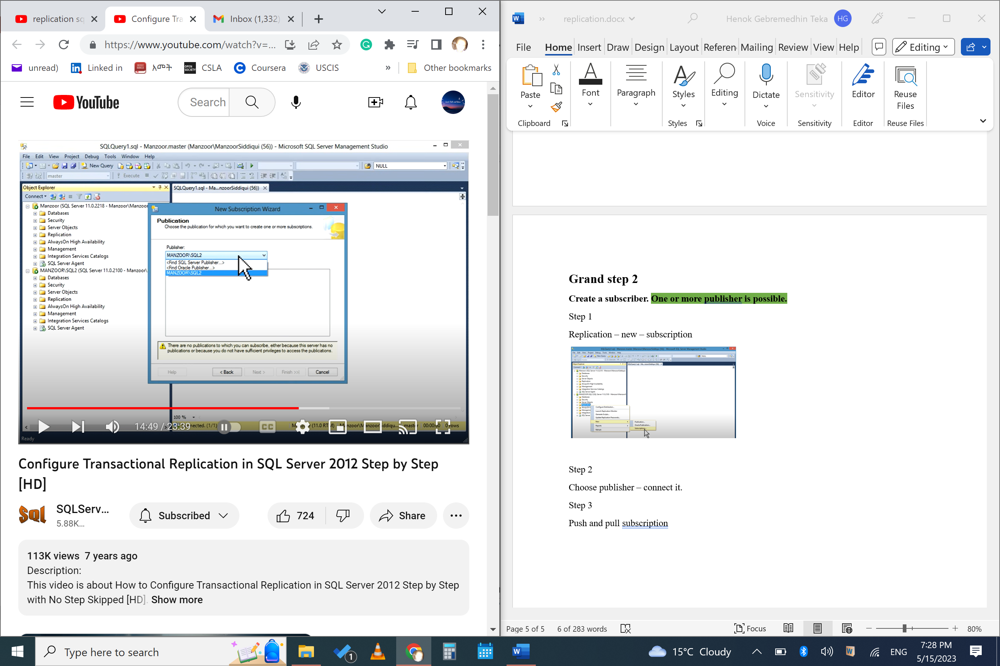 replication sq
Configure Tra
Inbox (1,332)
https://www.youtube.com/watch?v=...
unread)
Linked in
አሞት
OPEN SOCIETY
CSLA
Coursera
USCIS
»
Other bookmarks
YouTube
Search
SQLQuery1.sql - Manzoor.master (Manzoor\ManzoorSiddiqui (56)) - Microsoft SQL Server Management Studio
File Edit View Project Debug Tools Window Help
New Query
NULL
master
Execute
Object Explorer
SQLQuery1.sql - Ma...nzoorSiddiqui (56))
Connect
Manzoor (SQL Server 11.0.2218 - Manzoor\Manzoor
Databases
Security
Server Objects
Replication
AlwaysOn High Availability
Management
Integration Services Catalogs
SQL Server Agent
MANZOOR\SQL2 (SQL Server 11.0.2100 - Manzoor\
Databases
Security
Server Objects
Replication
AlwaysOn High Availability
Management
Integration Services Catalogs
SQL Server Agent
New Subscription Wizard
Publication
Choose the publication for which you want to create one or more subscriptions.
Publisher:
MANZOOR\SQL2
<Find SQL Server Publisher...>
<Find Oracle Publisher...>
MANZOOR\SQL2
There are no publications to which you can subscribe, either because this server has no
publications or because you do not have sufficient privileges to access the publications.
Help
< Back
Next >
Finish >>|
Cancel
100 %
14:49 / 23:39
CC
master
00:00:00
0 rows
Ready
Configure Transactional Replication in SQL Server 2012 Step by Step
[HD]
Sql
SQLServ...
5.88K...
Subscribed
724
Share
113K views 7 years ago
Description:
This video is about How to Configure Transactional Replication in SQL Server 2012 Step by Step
with No Step Skipped [HD]. Show more
replication.docx
Henok Gebremedhin Teka
HG
File Home Insert Draw Design Layout Referen Mailing Review View Help
Editing
Paste
Font
Paragraph
Styles
Editing
Dictate
Sensitivity
Editor
Reuse Files
Clipboard
Styles
Voice
Sensitivity
Editor
Reuse Files
Grand step 2
Create a subscriber. One or more publisher is possible.
Step 1
Replication – new – subscription
Step 2
Choose publisher – connect it.
Step 3
Push and pull subscription
Page 5 of 5
6 of 283 words
Focus
80%
Type here to search
1
15°C Cloudy
ENG
7:28 PM
5/15/2023